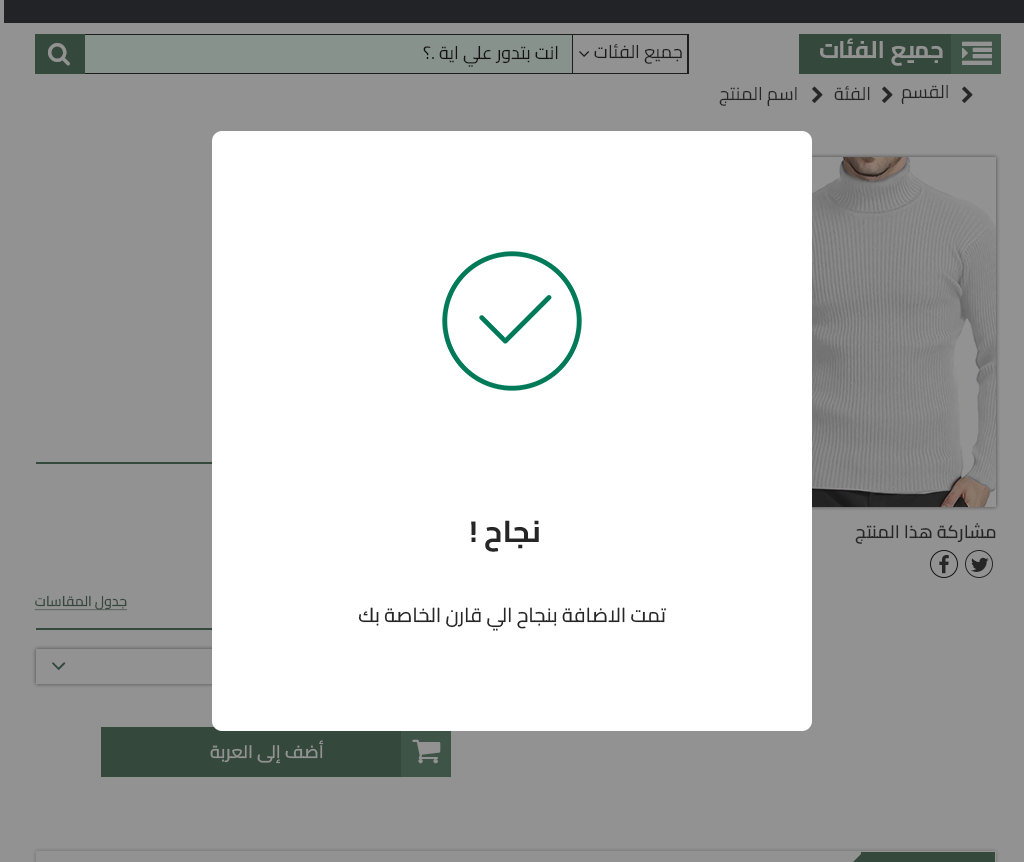 جميع الفئات
جميع الفئات
انت بتدور علي اية .؟
القسم
الفئة
اسم المنتج
نجاح !
تمت الاضافة بنجاح الي قارن الخاصة بك
مشاركة هذا المنتج
جدول المقاسات
أضف إلى العربة